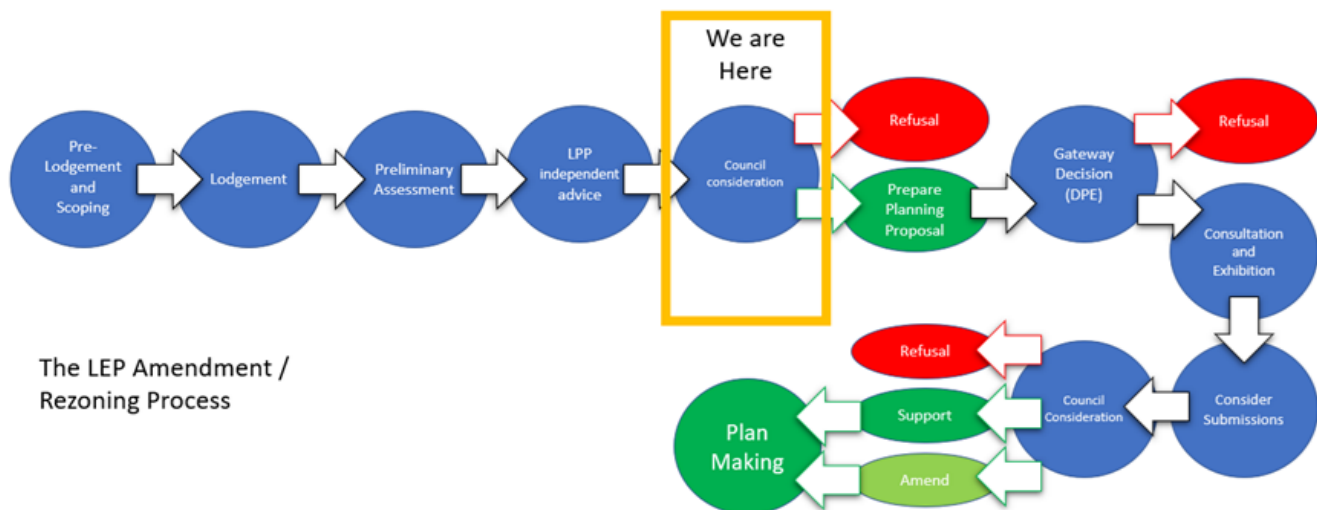 We are
Here
Pre-
Lodgement
and
Scoping
Lodgement
Preliminary
Assessment
LPP
independent
advice
Council
consideration
Refusal
Prepare
Planning
Proposal
Gateway
Decision
(DPE)
Refusal
Consultation
and
Exhibition
Consider
Submissions
Council
Consideration
Refusal
Support
Amend
Plan
Making
The LEP Amendment /
Rezoning Process